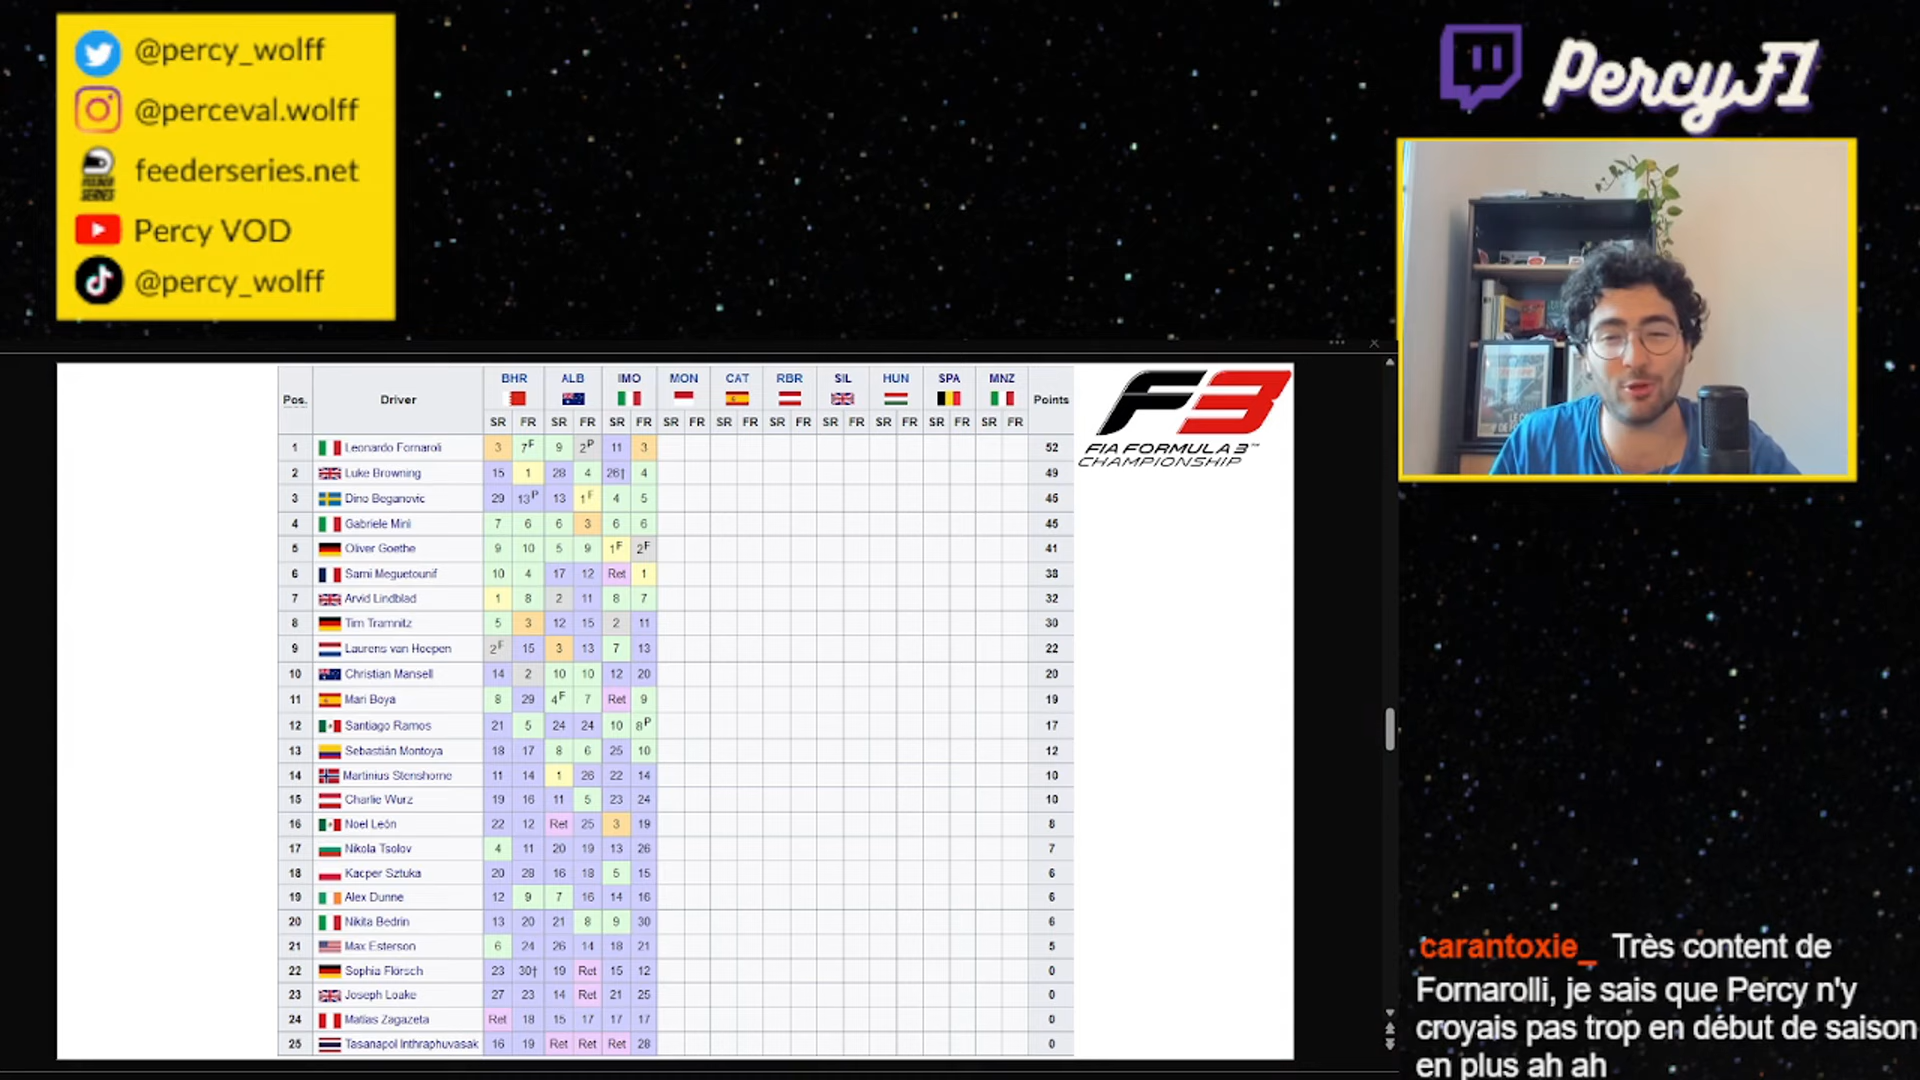 @percy_wolff
@perceval.wolff
feederseries.net
Percy VOD
@percy_wolff
PercyF1
Pos. Driver BHR ALB IMO MON CAT RBR SIL HUN SPA MNZ Points
SR FR SR FR SR FR SR FR SR FR SR FR SR FR SR FR SR FR SR FR
1 Leonardo Fornaroli 3 7F 9 2P 11 3 52
2 Luke Browning 15 1 28 4 26† 4 49
3 Dino Beganovic 29 13P 13 1F 4 5 45
4 Gabriele Minì 7 6 6 3 6 6 45
5 Oliver Goethe 9 10 5 9 1F 2F 41
6 Sami Meguetounif 10 4 17 12 Ret 1 38
7 Arvid Lindblad 1 8 2 11 8 7 32
8 Tim Tramnitz 5 3 12 15 2 11 30
9 Laurens van Hoepen 2F 15 3 13 7 13 22
10 Christian Mansell 14 2 10 10 12 20 20
11 Mari Boya 8 29 4F 7 Ret 9 19
12 Santiago Ramos 21 5 24 24 10 8P 17
13 Sebastián Montoya 18 17 8 6 25 10 12
14 Martinius Stenshorne 11 14 1 26 22 14 10
15 Charlie Wurz 19 16 11 5 23 24 10
16 Noel León 22 12 Ret 25 3 19 8
17 Nikola Tsolov 4 11 20 19 13 26 7
18 Kacper Sztuka 20 28 16 18 5 15 6
19 Alex Dunne 12 9 7 16 14 16 6
20 Nikita Bedrin 13 20 21 8 9 30 6
21 Max Esterson 6 24 26 14 18 21 5
22 Sophia Flörsch 23 30† 19 Ret 15 12 0
23 Joseph Loake 27 23 14 Ret 21 25 0
24 Matías Zagazeta Ret 18 15 17 17 17 0
25 Tasanapol Inthraphuvasak 16 19 Ret Ret Ret 28 0
F3
FIA FORMULA 3™
CHAMPIONSHIP
carantoxie_ Très content de
Fornarolli, je sais que Percy n'y
croyais pas trop en début de saison
en plus ah ah